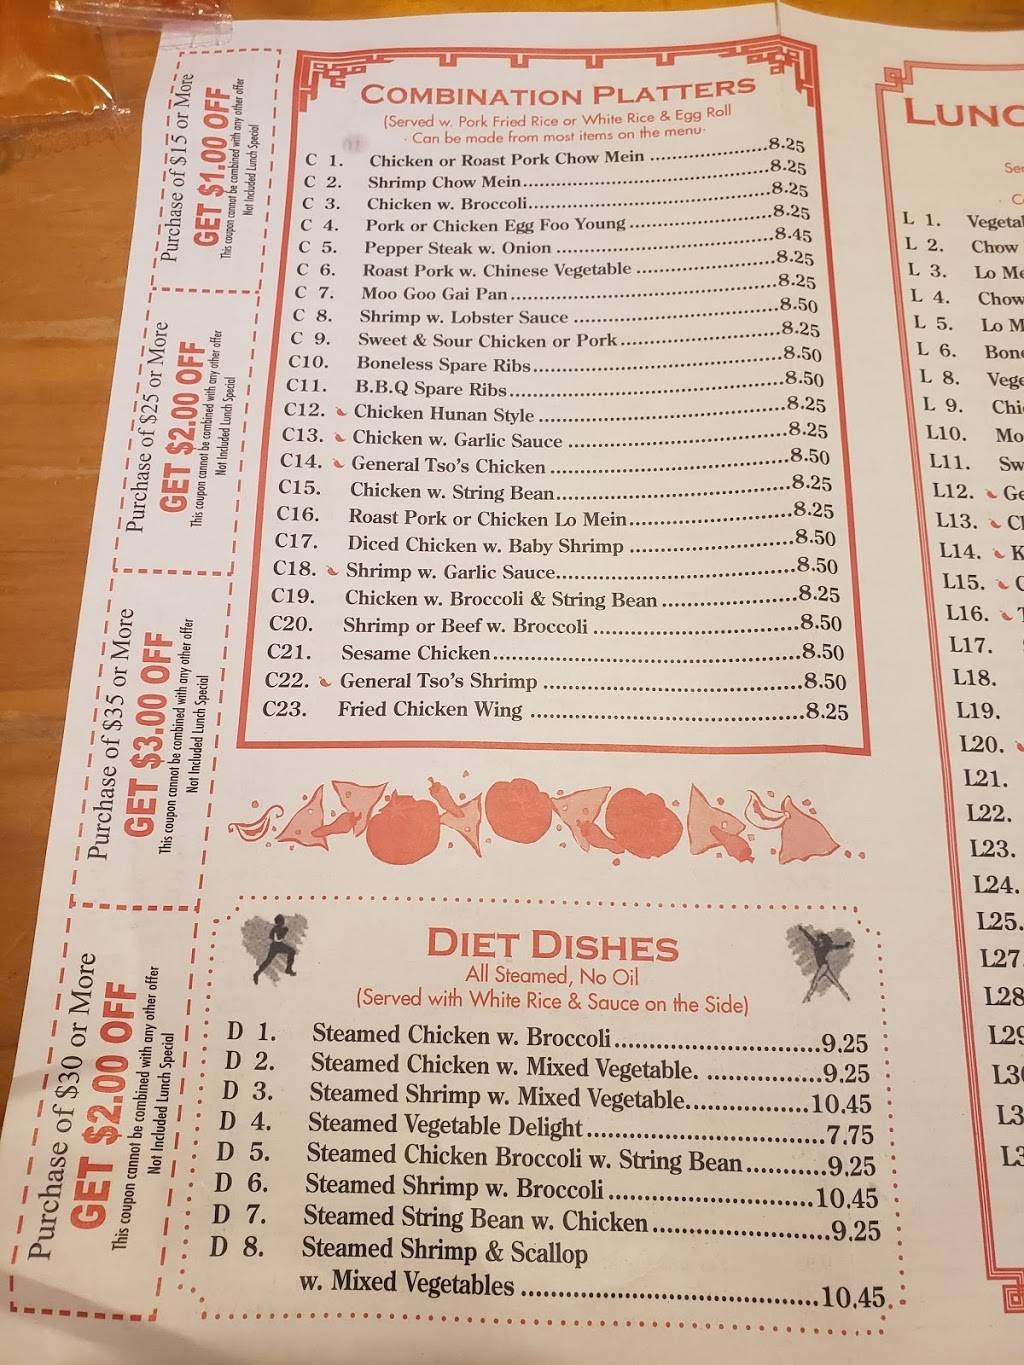 Purchase of $15 or More
GET $1.00 OFF
This coupon cannot be combined with any other offer
Not Included Lunch Special
Purchase of $25 or More
GET $2.00 OFF
This coupon cannot be combined with any other offer
Not Included Lunch Special
Purchase of $35 or More
GET $3.00 OFF
This coupon cannot be combined with any other offer
Not Included Lunch Special
Purchase of $30 or More
GET $2.00 OFF
This coupon cannot be combined with any other offer
Not Included Lunch Special
COMBINATION PLATTERS
(Served w. Pork Fried Rice or White Rice & Egg Roll
Can be made from most items on the menu
C 1. Chicken or Roast Pork Chow Mein 8.25
C 2. Shrimp Chow Mein 8.25
C 3. Chicken w. Broccoli 8.25
C 4. Pork or Chicken Egg Foo Young 8.25
C 5. Pepper Steak w. Onion 8.45
C 6. Roast Pork w. Chinese Vegetable 8.25
C 7. Moo Goo Gai Pan 8.25
C 8. Shrimp w. Lobster Sauce 8.50
C 9. Sweet & Sour Chicken or Pork 8.25
C10. Boneless Spare Ribs 8.50
C11. B.B.Q Spare Ribs 8.50
C12. Chicken Hunan Style 8.25
C13. Chicken w. Garlic Sauce 8.25
C14. General Tso's Chicken 8.50
C15. Chicken w. String Bean 8.25
C16. Roast Pork or Chicken Lo Mein 8.25
C17. Diced Chicken w. Baby Shrimp 8.50
C18. Shrimp w. Garlic Sauce 8.50
C19. Chicken w. Broccoli & String Bean 8.25
C20. Shrimp or Beef w. Broccoli 8.50
C21. Sesame Chicken 8.50
C22. General Tso's Shrimp 8.50
C23. Fried Chicken Wing 8.25
DIET DISHES
All Steamed, No Oil
(Served with White Rice & Sauce on the Side)
D 1. Steamed Chicken w. Broccoli 9.25
D 2. Steamed Chicken w. Mixed Vegetable. 9.25
D 3. Steamed Shrimp w. Mixed Vegetable 10.45
D 4. Steamed Vegetable Delight 7.75
D 5. Steamed Chicken Broccoli w. String Bean 9.25
D 6. Steamed Shrimp w. Broccoli 10.45
D 7. Steamed String Bean w. Chicken 9.25
D 8. Steamed Shrimp & Scallop
w. Mixed Vegetables 10.45
L 1.
L 2. Chow
L 3. Lo
L 4. Chow
L 5. Lo
L 6.
L 8.
L 9.
L10.
L11.
L12.
L13.
L14.
L15.
L16.
L17.
L18.
L19.
L20.
L21.
L22.
L23.
L24.
L25.
L27
L28